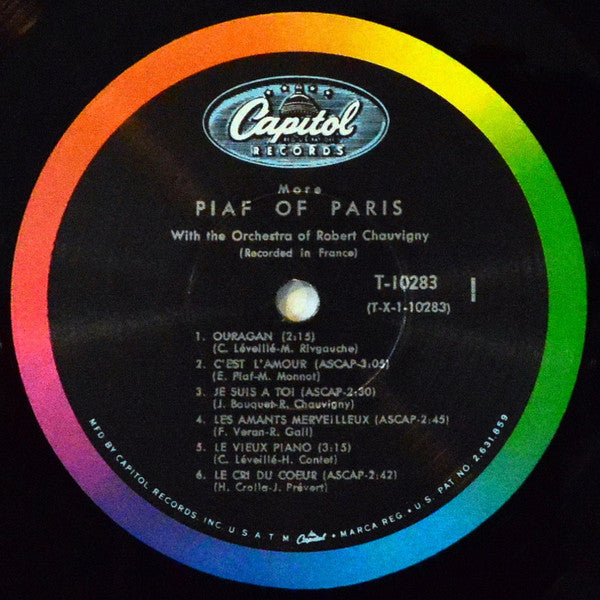 Capitol
RECORDS
More
PIAF OF PARIS
With the Orchestra of Robert Chauvigny
(Recorded in France)
T-10283 1
(T-X-1-10283)
1. OURAGAN (2:15)
(C. Léveillé-M. Rivgauche)
2. C'EST L'AMOUR (ASCAP-3:05)
(E. Piaf-M. Monnot)
3. JE SUIS A TOI (ASCAP-2:30)
(J. Bouquet-R. Chauvigny)
4. LES AMANTS MERVEILLEUX (ASCAP-2:45)
(F. Veran-R. Gall)
5. LE VIEUX PIANO (3:15)
(C. Léveillé-H. Contet)
6. LE CRI DU COEUR (ASCAP-2:42)
(H. Crolla-J. Prévert)
MFD BY CAPITOL RECORDS, INC. U.S.A. T M Capitol • MARCA REG. • U.S. PAT. NO. 2,631,859